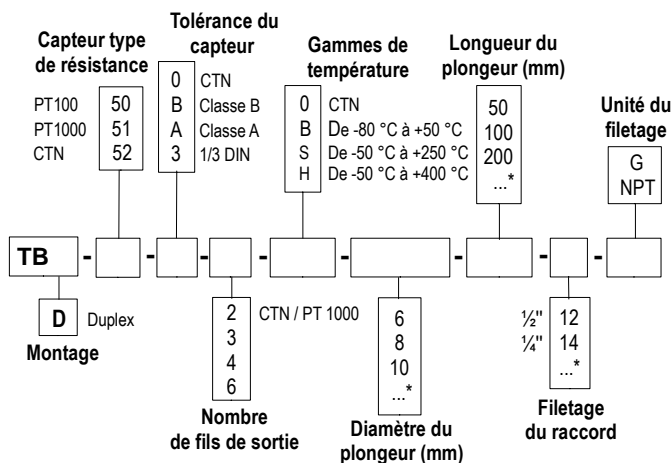 Capteur type
de résistance
PT100 50
PT1000 51
CTN 52
Tolérance du
capteur
0 CTN
B Classe B
A Classe A
3 1/3 DIN
Gammes de
température
0 CTN
B De -80 °C à +50 °C
S De -50 °C à +250 °C
H De -50 °C à +400 °C
Longueur du
plongeur (mm)
50
100
200
...*
Unité du
filetage
G
NPT
TB - - - - - - -
D Duplex
Montage
2 CTN / PT 1000
3
4
6
Nombre
de fils de sortie
6
8
10
...*
Diamètre du
plongeur (mm)
½" 12
¼" 14
...*
Filetage
du raccord